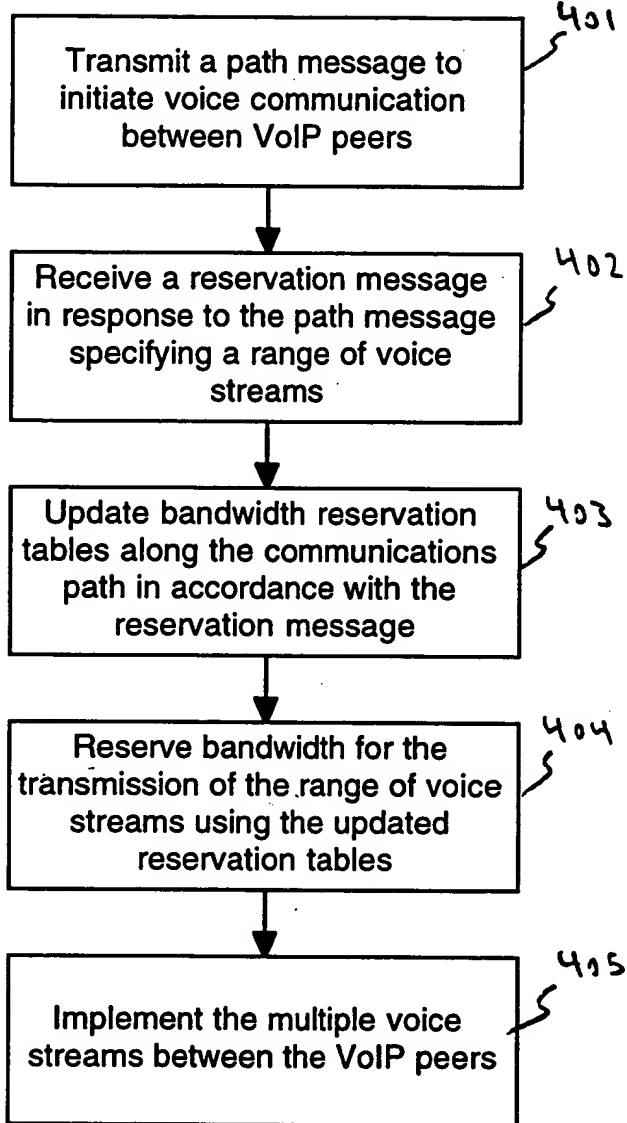 401
Transmit a path message to
initiate voice communication
between VoIP peers
402
Receive a reservation message
in response to the path message
specifying a range of voice
streams
403
Update bandwidth reservation
tables along the communications
path in accordance with the
reservation message
404
Reserve bandwidth for the
transmission of the range of voice
streams using the updated
reservation tables
405
Implement the multiple voice
streams between the VoIP peers